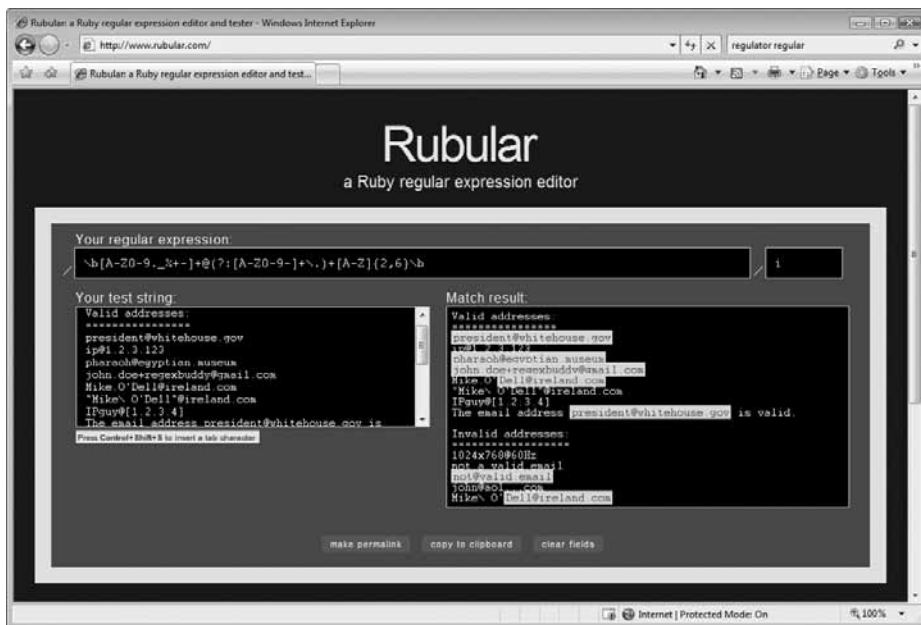 Rubular: a Ruby regular expression editor and tester - Windows Internet Explorer
http://www.rubular.com/
regulator regular
Rubular: a Ruby regular expression editor and test...
Page
Tools
Rubular
a Ruby regular expression editor
Your regular expression:
/ \b[A-Z0-9._%+-]+@(?:[A-Z0-9-]+\.)+[A-Z]{2,6}\b / i
Your test string:
Valid addresses:
================
president@whitehouse.gov
ip@1.2.3.123
pharaoh@egyptian.museum
john.doe+regexbuddy@gmail.com
Mike.O'Dell@ireland.com
"Mike\ O'Dell"@ireland.com
IPguy@[1.2.3.4]
The email address president@whitehouse.gov is
Press Control+Shift+S to insert a tab character
Match result:
Valid addresses:
================
president@whitehouse.gov
ip@1.2.3.123
pharaoh@egyptian.museum
john.doe+regexbuddy@gmail.com
Mike.O'Dell@ireland.com
"Mike\ O'Dell"@ireland.com
IPguy@[1.2.3.4]
The email address president@whitehouse.gov is valid.
Invalid addresses:
==================
1024x768@60Hz
not a valid email
not@valid.email
john@aol...com
Mike\ O'Dell@ireland.com
make permalink
copy to clipboard
clear fields
Internet | Protected Mode: On
100%